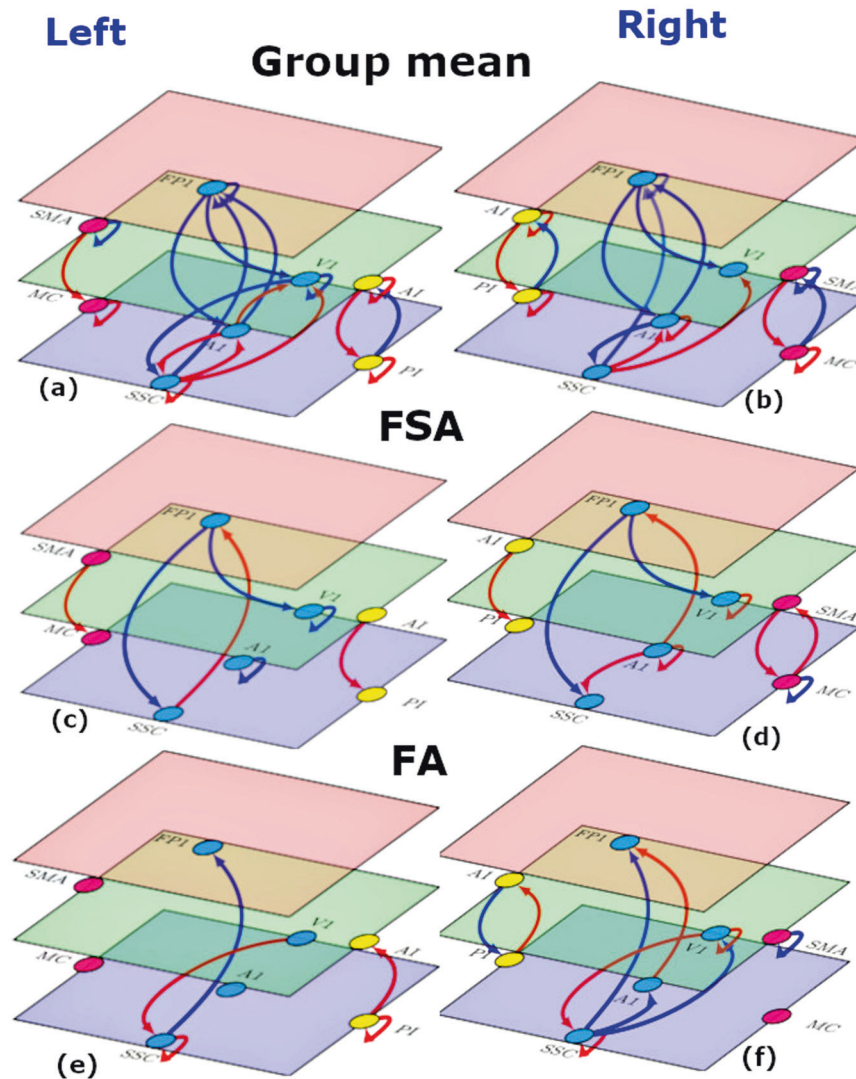 Left
Right
Group mean
FP1
SMA
V1
MC
AI
A1
PI
SSC
(a)
FP1
AI
V1
PI
SMA
A1
MC
SSC
(b)
FSA
FP1
SMA
V1
MC
AI
A1
PI
SSC
(c)
FP1
AI
V1
PI
SMA
A1
MC
SSC
(d)
FA
FP1
SMA
V1
MC
AI
A1
PI
SSC
(e)
FP1
AI
V1
PI
SMA
A1
MC
SSC
(f)